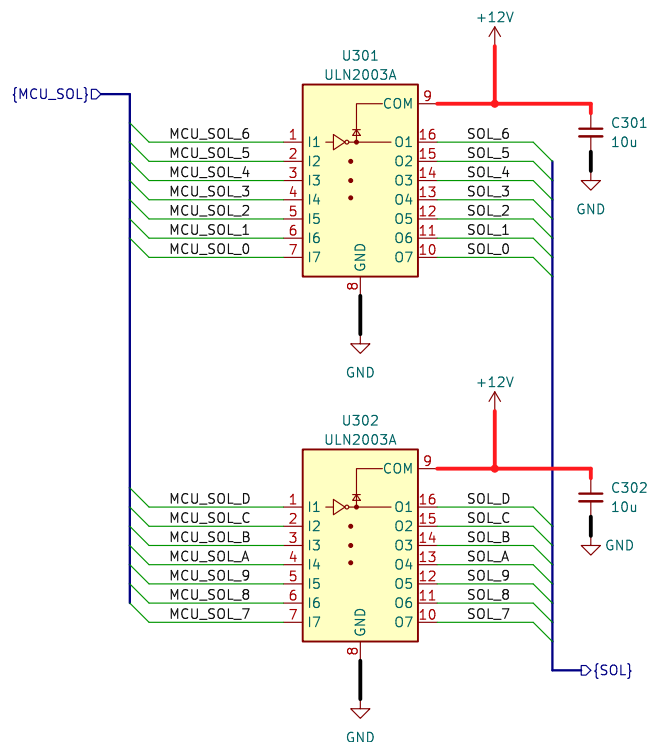 +12V
U301
ULN2003A
{MCU_SOL}
COM
9
C301
10u
GND
MCU_SOL_6 1 I1 O1 16 SOL_6
MCU_SOL_5 2 I2 O2 15 SOL_5
MCU_SOL_4 3 I3 O3 14 SOL_4
MCU_SOL_3 4 I4 O4 13 SOL_3
MCU_SOL_2 5 I5 O5 12 SOL_2
MCU_SOL_1 6 I6 O6 11 SOL_1
MCU_SOL_0 7 I7 O7 10 SOL_0
GND
8
GND
+12V
U302
ULN2003A
COM
9
C302
10u
GND
MCU_SOL_D 1 I1 O1 16 SOL_D
MCU_SOL_C 2 I2 O2 15 SOL_C
MCU_SOL_B 3 I3 O3 14 SOL_B
MCU_SOL_A 4 I4 O4 13 SOL_A
MCU_SOL_9 5 I5 O5 12 SOL_9
MCU_SOL_8 6 I6 O6 11 SOL_8
MCU_SOL_7 7 I7 O7 10 SOL_7
GND
8
{SOL}
GND